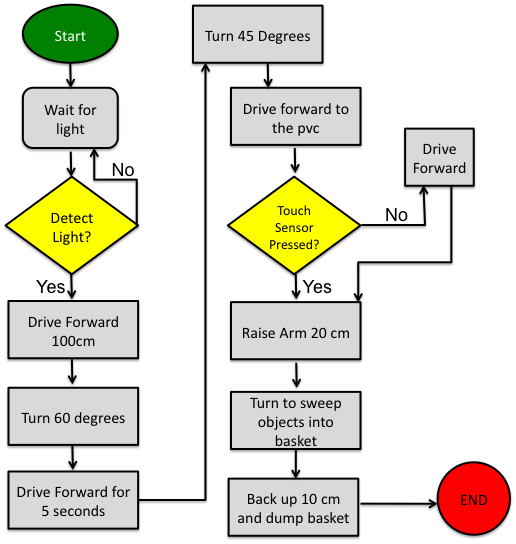 Start
Wait for
light
No
Detect
Light?
Yes
Drive Forward
100cm
Turn 60 degrees
Drive Forward for
5 seconds
Turn 45 Degrees
Drive forward to
the pvc
Touch
Sensor
Pressed?
No
Drive
Forward
Yes
Raise Arm 20 cm
Turn to sweep
objects into
basket
Back up 10 cm
and dump basket
END